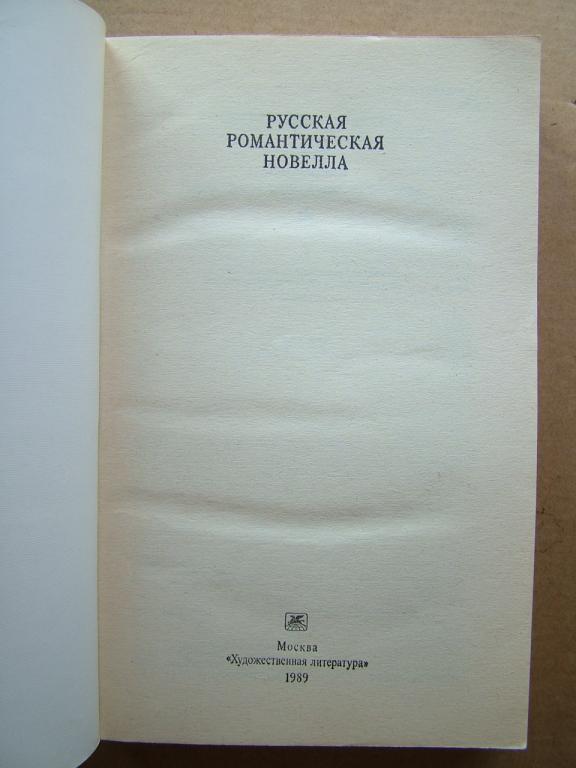 РУССКАЯ
РОМАНТИЧЕСКАЯ
НОВЕЛЛА
Москва
«Художественная литература»
1989